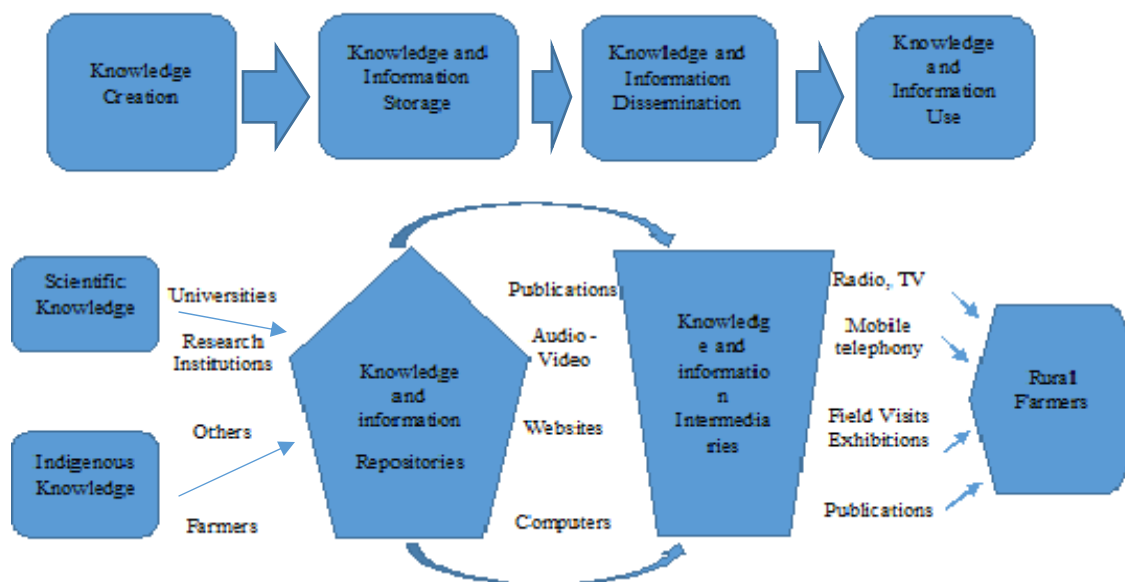 Knowledge
Creation
Knowledge and
Information
Storage
Knowledge and
Information
Dissemination
Knowledge
and
Information
Use
Scientific
Knowledge
Universities
Research
Institutions
Others
Indigenous
Knowledge
Farmers
Knowledge
and
information
Repositories
Publications
Audio -
Video
Websites
Computers
Knowledg
e and
informatio
n
Intermedia
ries
Radio, TV
Mobile
telephony
Field Visits
Exhibitions
Publications
Rural
Farmers